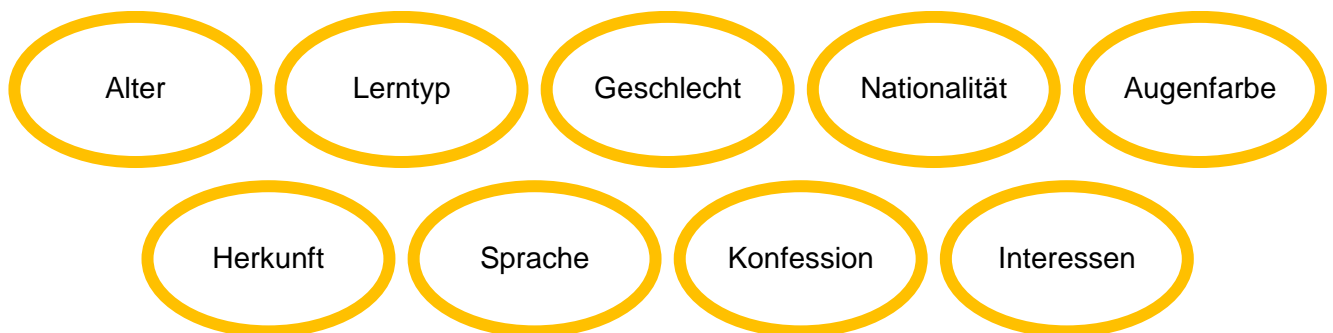 Alter Lerntyp Geschlecht Nationalität Augenfarbe
Herkunft Sprache Konfession Interessen